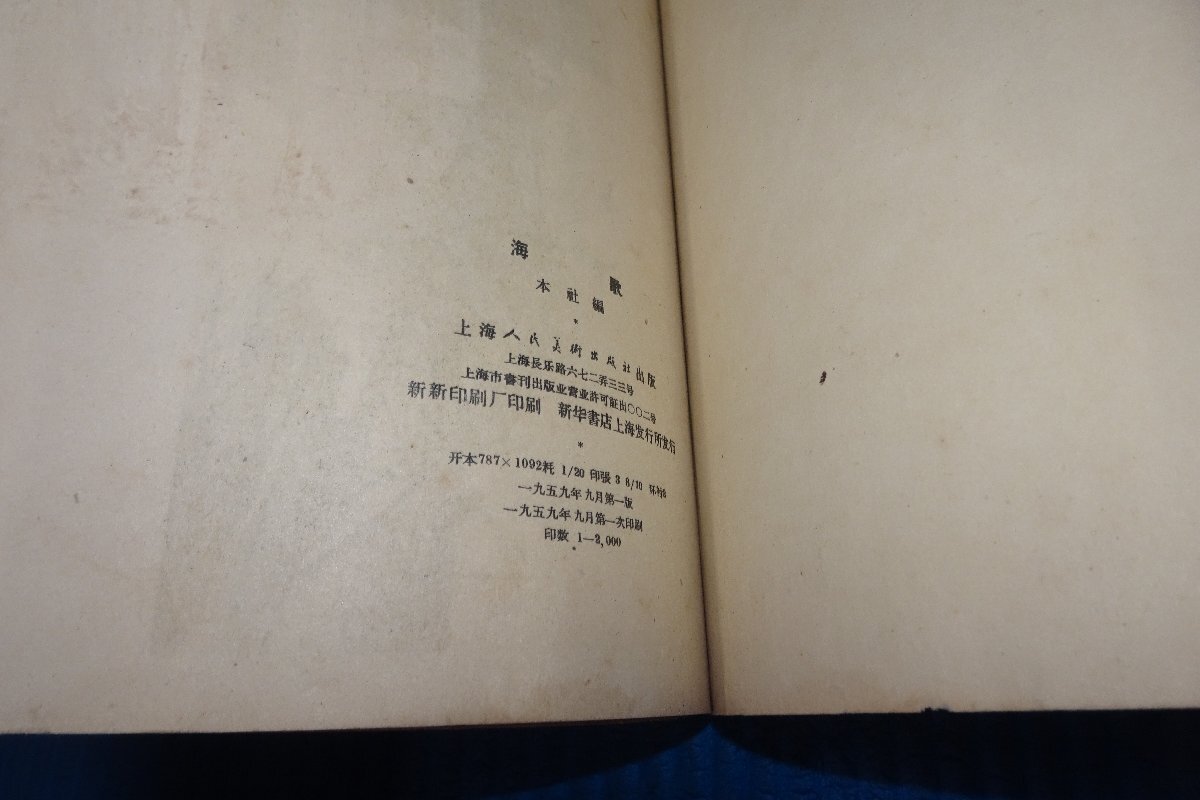 海 歌
本社編
*
上海人民美術出版社出版
上海長乐路六七二弄三三号
上海市書刊出版业营业許可証出〇〇二号
新新印刷厂印刷 新华書店上海发行所发行
*
开本787×1092耗 1/20 印張 3 8/10
一九五九年九月第一版
一九五九年九月第一次印刷
印数 1—2,000
*